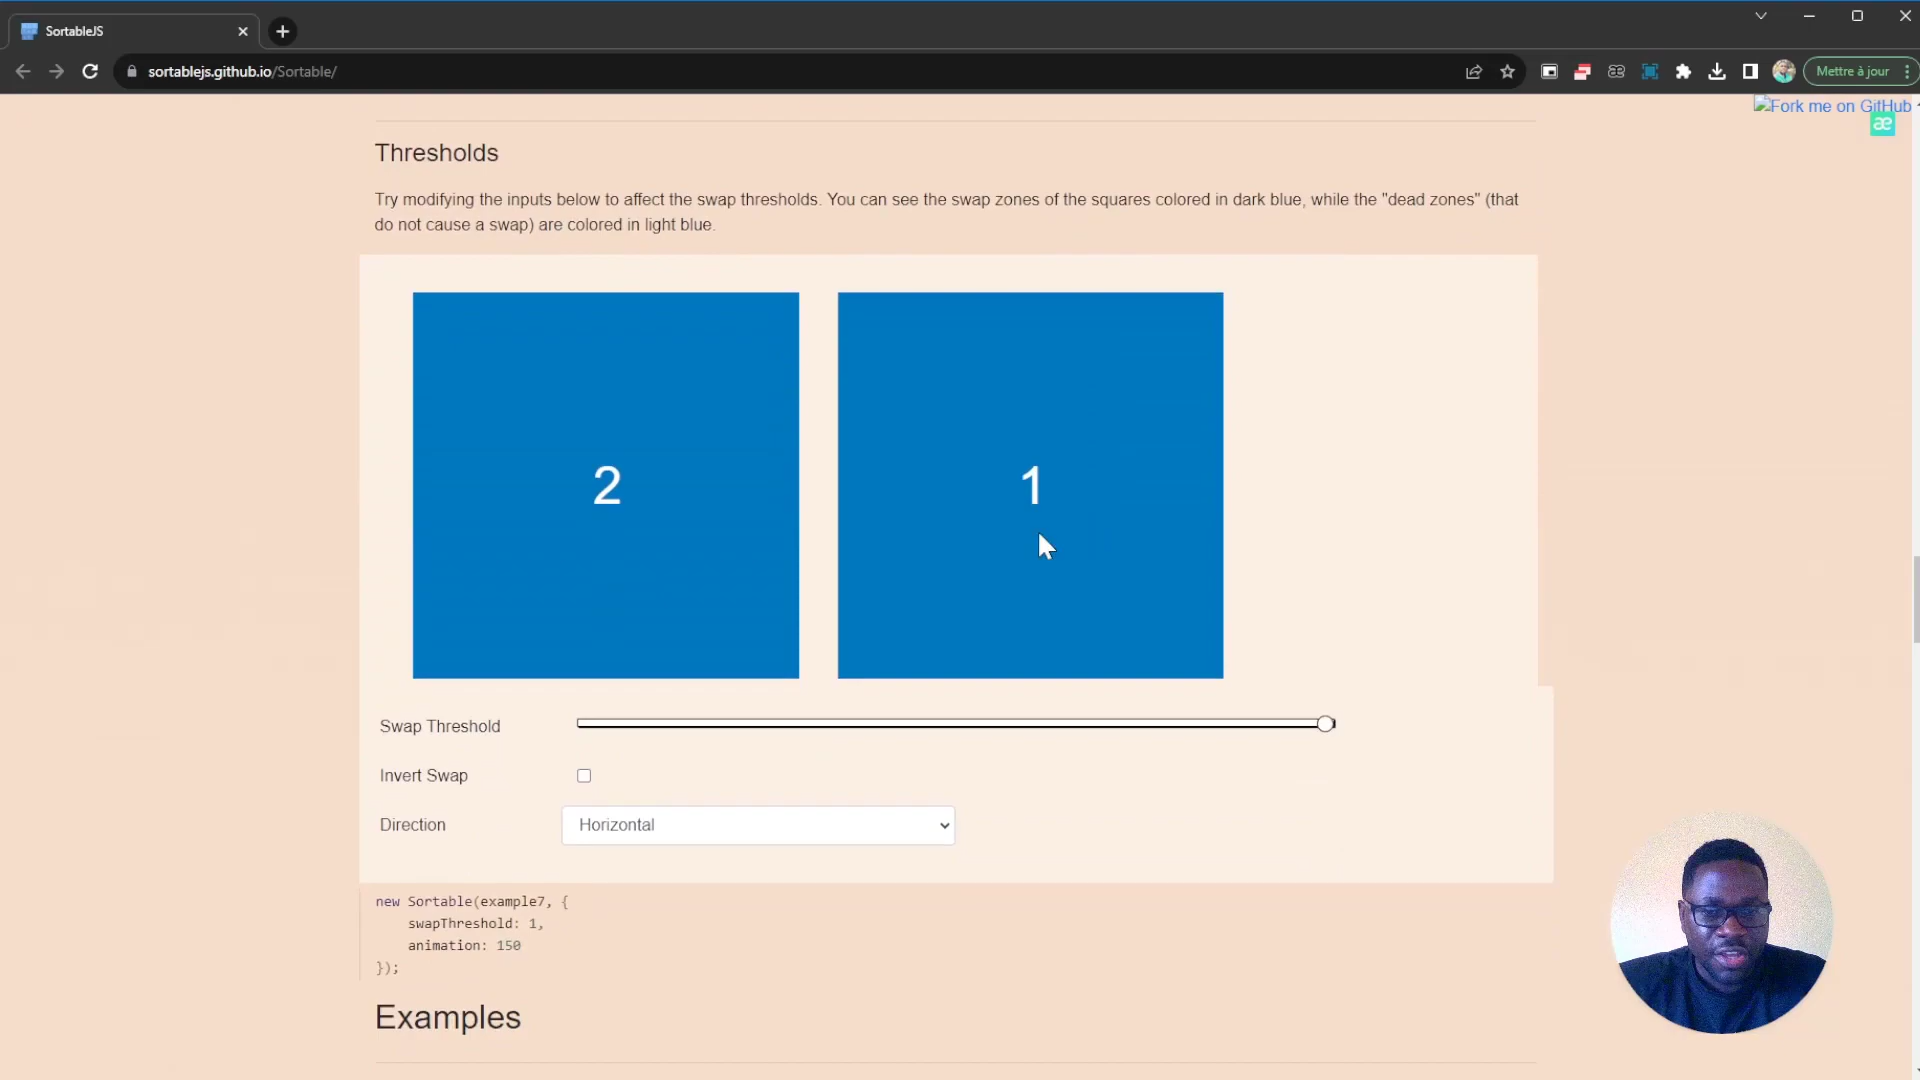 SortableJS
sortablejs.github.io/Sortable/
Mettre à jour
Fork me on GitHub
æ
Thresholds
Try modifying the inputs below to affect the swap thresholds. You can see the swap zones of the squares colored in dark blue, while the "dead zones" (that
do not cause a swap) are colored in light blue.
2
1
Swap Threshold
Invert Swap
Direction
Horizontal
new Sortable(example7, {
swapThreshold: 1,
animation: 150
});
Examples